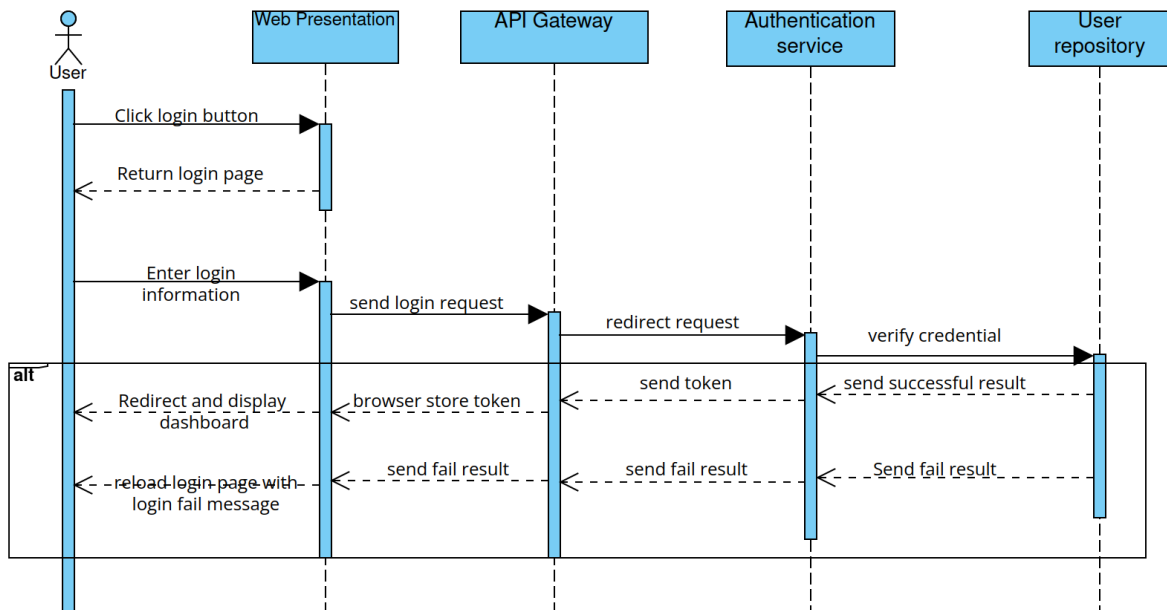 Web Presentation
API Gateway
Authentication
service
User
repository
User
Click login button
Return login page
Enter login
information
send login request
redirect request
verify credential
alt
send successful result
send token
browser store token
Redirect and display
dashboard
Send fail result
send fail result
send fail result
reload login page with
login fail message